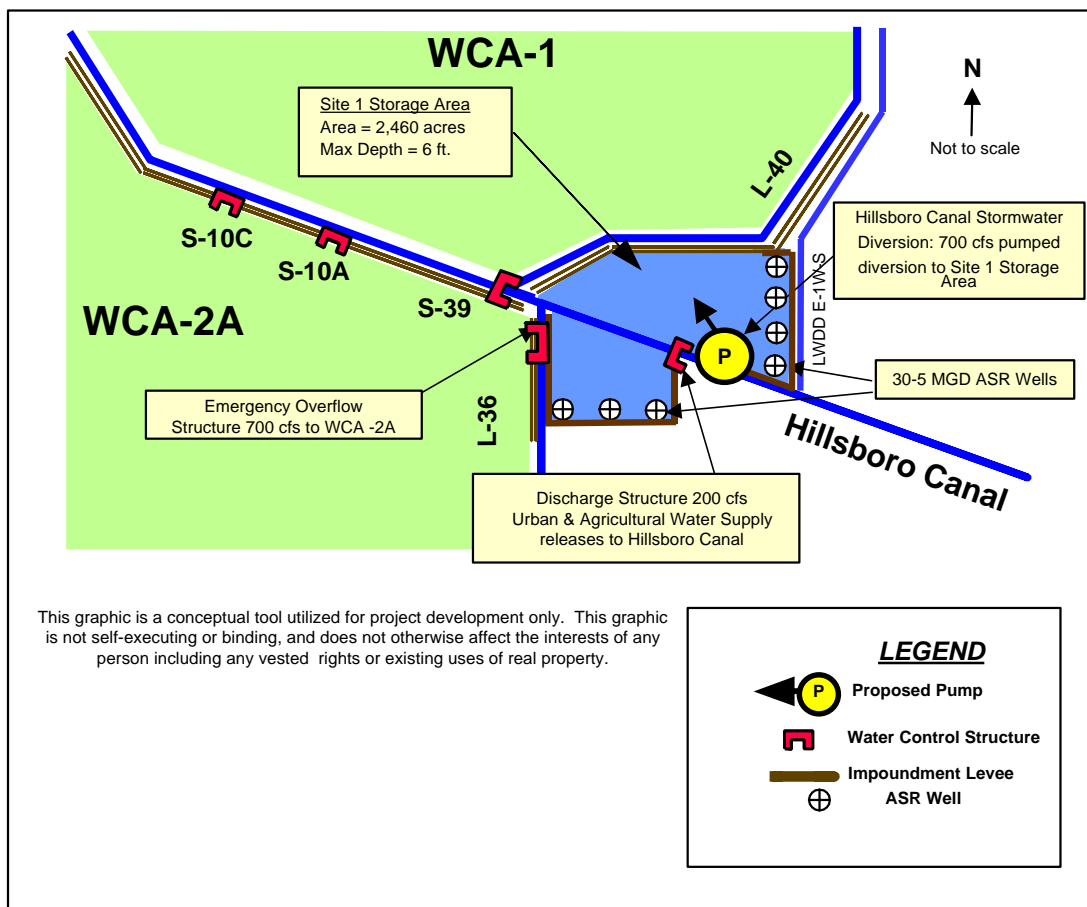 WCA-1
N
Not to scale
Site 1 Storage Area
Area = 2,460 acres
Max Depth = 6 ft.
L-40
Hillsboro Canal Stormwater
Diversion: 700 cfs pumped
diversion to Site 1 Storage
Area
S-10C
S-10A
S-39
WCA-2A
LWDD E-1W-S
P
30-5 MGD ASR Wells
Emergency Overflow
Structure 700 cfs to WCA -2A
L-36
Hillsboro Canal
Discharge Structure 200 cfs
Urban & Agricultural Water Supply
releases to Hillsboro Canal
This graphic is a conceptual tool utilized for project development only. This graphic
is not self-executing or binding, and does not otherwise affect the interests of any
person including any vested rights or existing uses of real property.
LEGEND
P Proposed Pump
Water Control Structure
Impoundment Levee
ASR Well